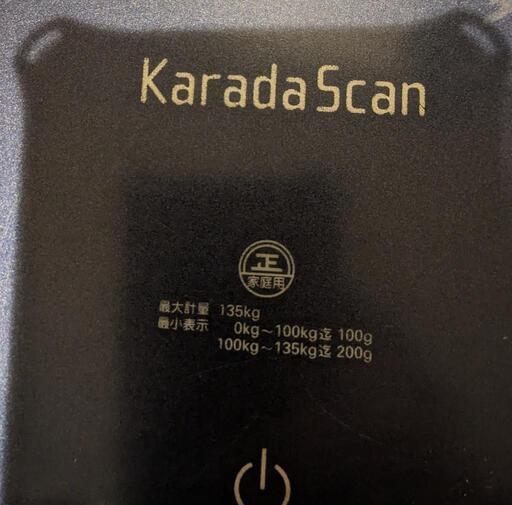 KaradaScan
正
家庭用
最大計量 135kg
最小表示 0kg～100kg迄 100g
100kg～135kg迄 200g